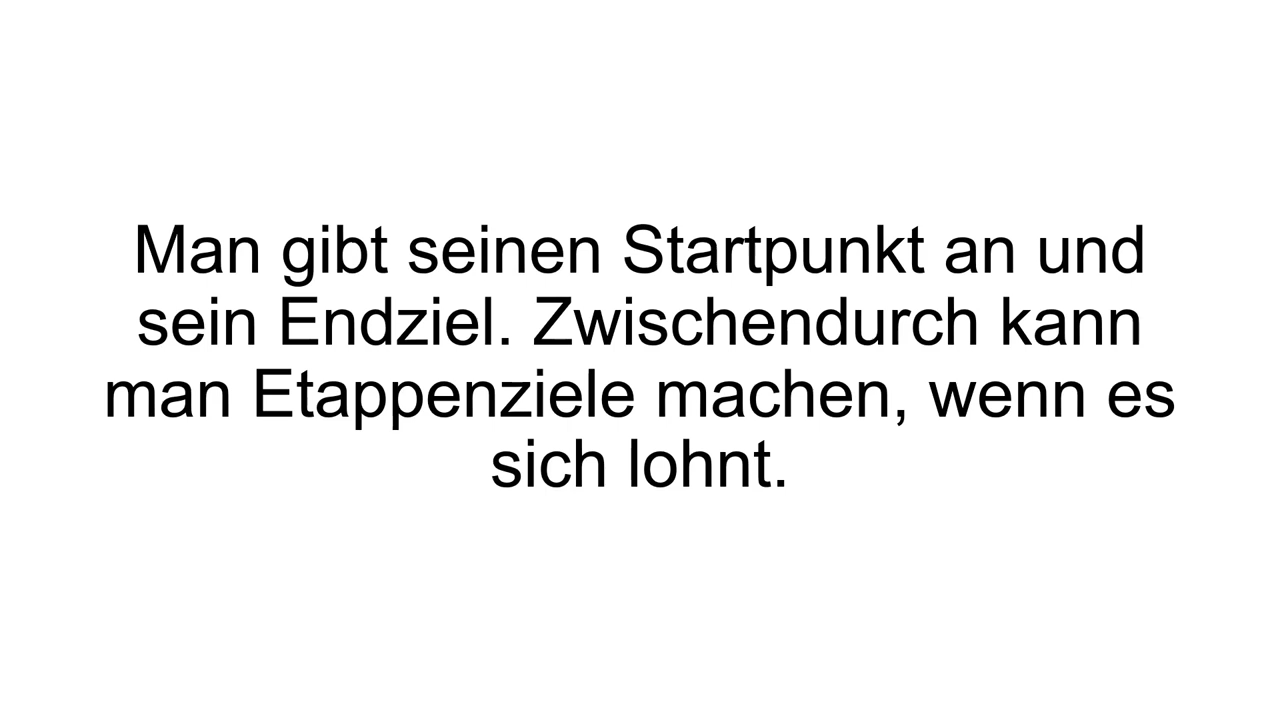 Man gibt seinen Startpunkt an und
sein Endziel. Zwischendurch kann
man Etappenziele machen, wenn es
sich lohnt.